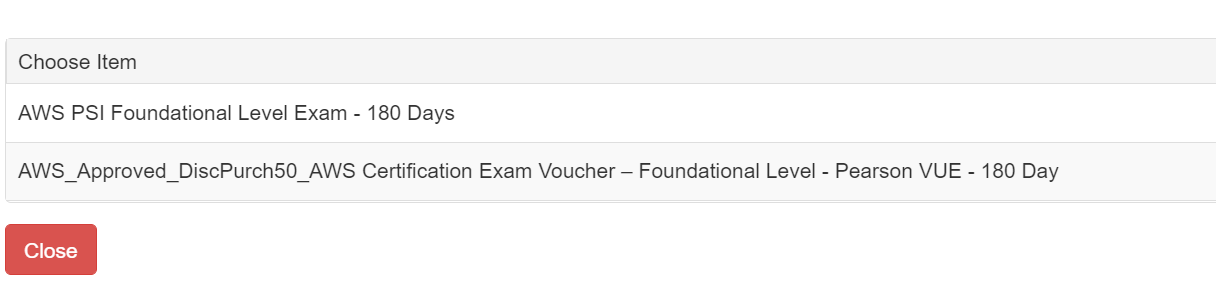 Choose Item
AWS PSI Foundational Level Exam - 180 Days
AWS_Approved_DiscPurch50_AWS Certification Exam Voucher – Foundational Level - Pearson VUE - 180 Day
Close